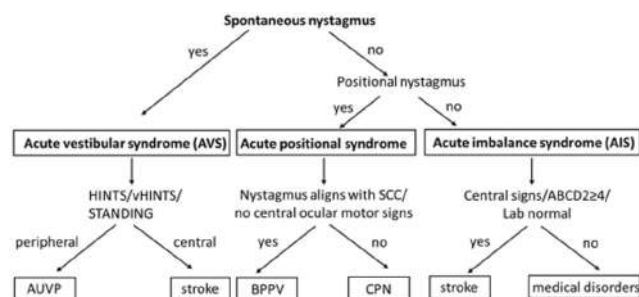 Spontaneous nystagmus
yes
no
Positional nystagmus
yes
no
Acute vestibular syndrome (AVS)
Acute positional syndrome
Acute imbalance syndrome (AIS)
HINTS/vHINTS/
STANDING
Nystagmus aligns with SCC/
no central ocular motor signs
Central signs/ABCD2≥4/
Lab normal
peripheral
central
yes
no
yes
no
AUVP
stroke
BPPV
CPN
stroke
medical disorders